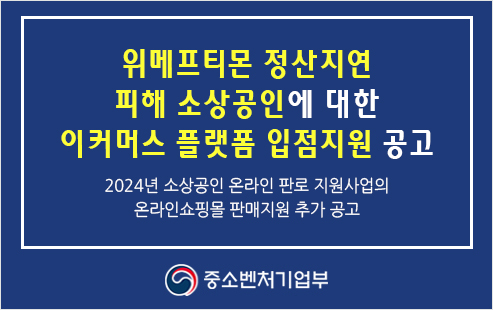 위메프티몬 정산지연
피해 소상공인에 대한
이커머스 플랫폼 입점지원 공고
2024년 소상공인 온라인 판로 지원사업의
온라인쇼핑몰 판매지원 추가 공고
중소벤처기업부